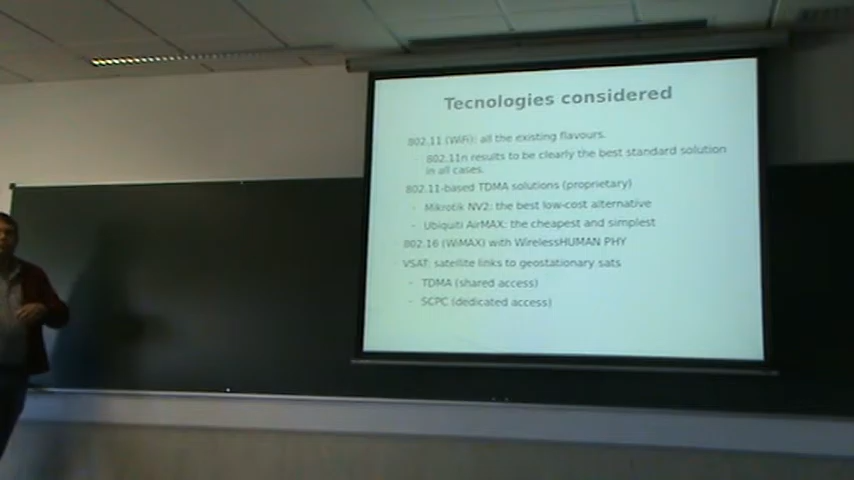 Tecnologies considered
802.11 (WiFi): all the existing flavours.
802.11n results to be clearly the best standard solution
in all cases.
802.11-based TDMA solutions (proprietary)
- Mikrotik NV2: the best low-cost alternative
- Ubiquiti AirMAX: the cheapest and simplest
802.16 (WiMAX) with WirelessHUMAN PHY
VSAT: satellite links to geostationary sats
- TDMA (shared access)
- SCPC (dedicated access)